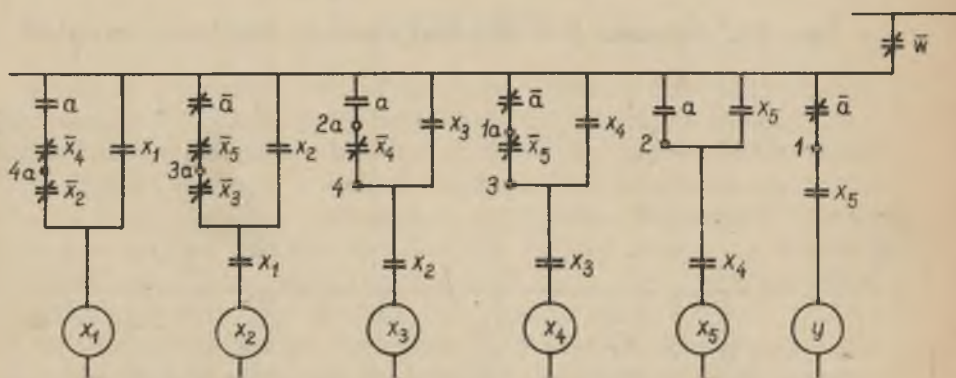 w̄
a
ā
a
ā
a
x₅
ā
x₁
x₂
2a
x₃
1a
x₄
2
1
x̄₄
x̄₅
x̄₄
x̄₅
4a
3a
x̄₂
x̄₃
4
3
x₅
x₁
x₂
x₃
x₄
x₁
x₂
x₃
x₄
x₅
y